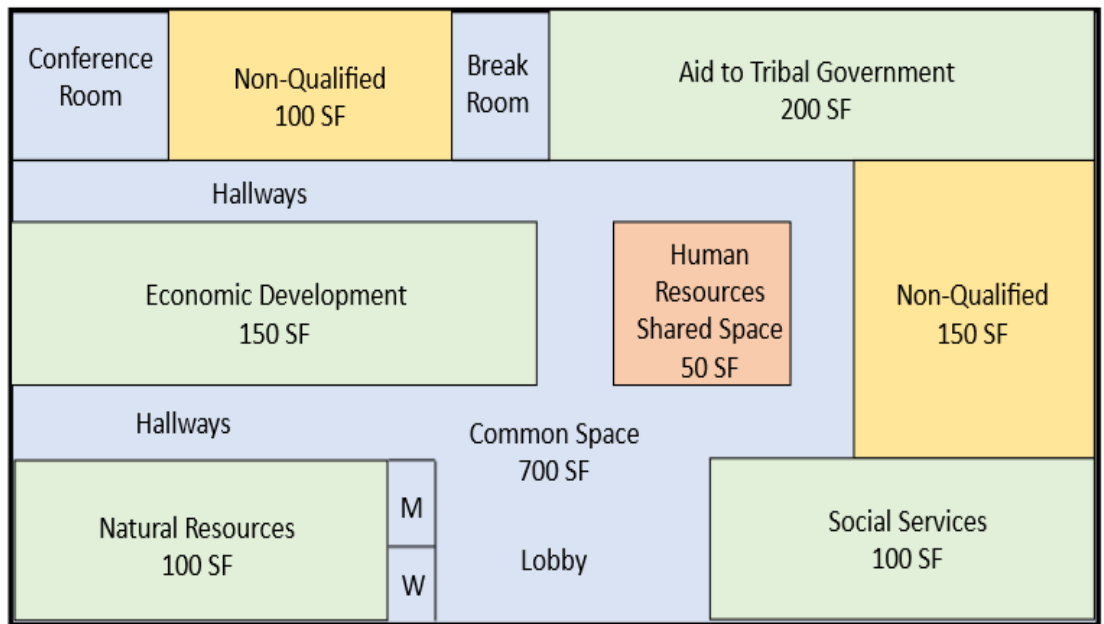 Conference
Room
Non-Qualified
100 SF
Break
Room
Aid to Tribal Government
200 SF
Hallways
Economic Development
150 SF
Human
Resources
Shared Space
50 SF
Non-Qualified
150 SF
Hallways
Common Space
700 SF
Natural Resources
100 SF
M
W
Lobby
Social Services
100 SF